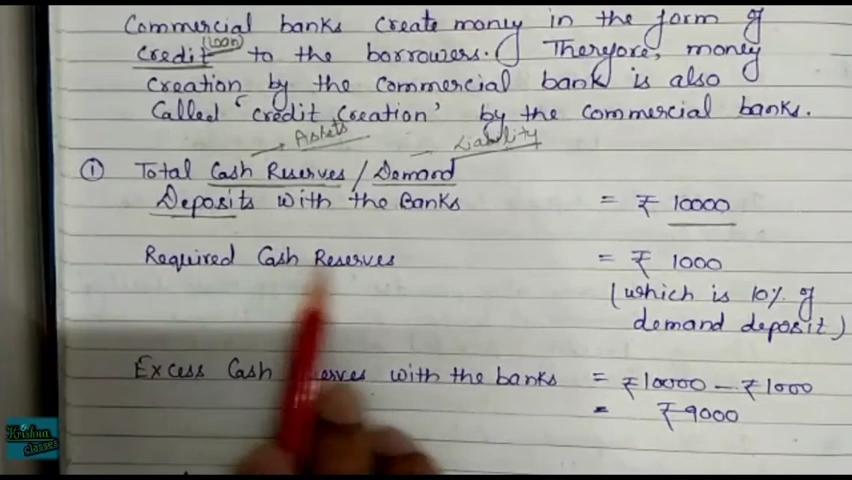 Commercial banks create money in the form of
(loan)
credit to the borrowers. Therefore, money
creation by the commercial bank is also
Called 'credit creation' by the commercial banks.
Assets
Liability
① Total Cash Reserves / Demand
Deposits with the Banks = ₹ 10000
Required Cash Reserves = ₹ 1000
(which is 10% of
demand deposit)
Excess Cash with the banks = ₹10000 - ₹1000
= ₹9000
Krishna
classes